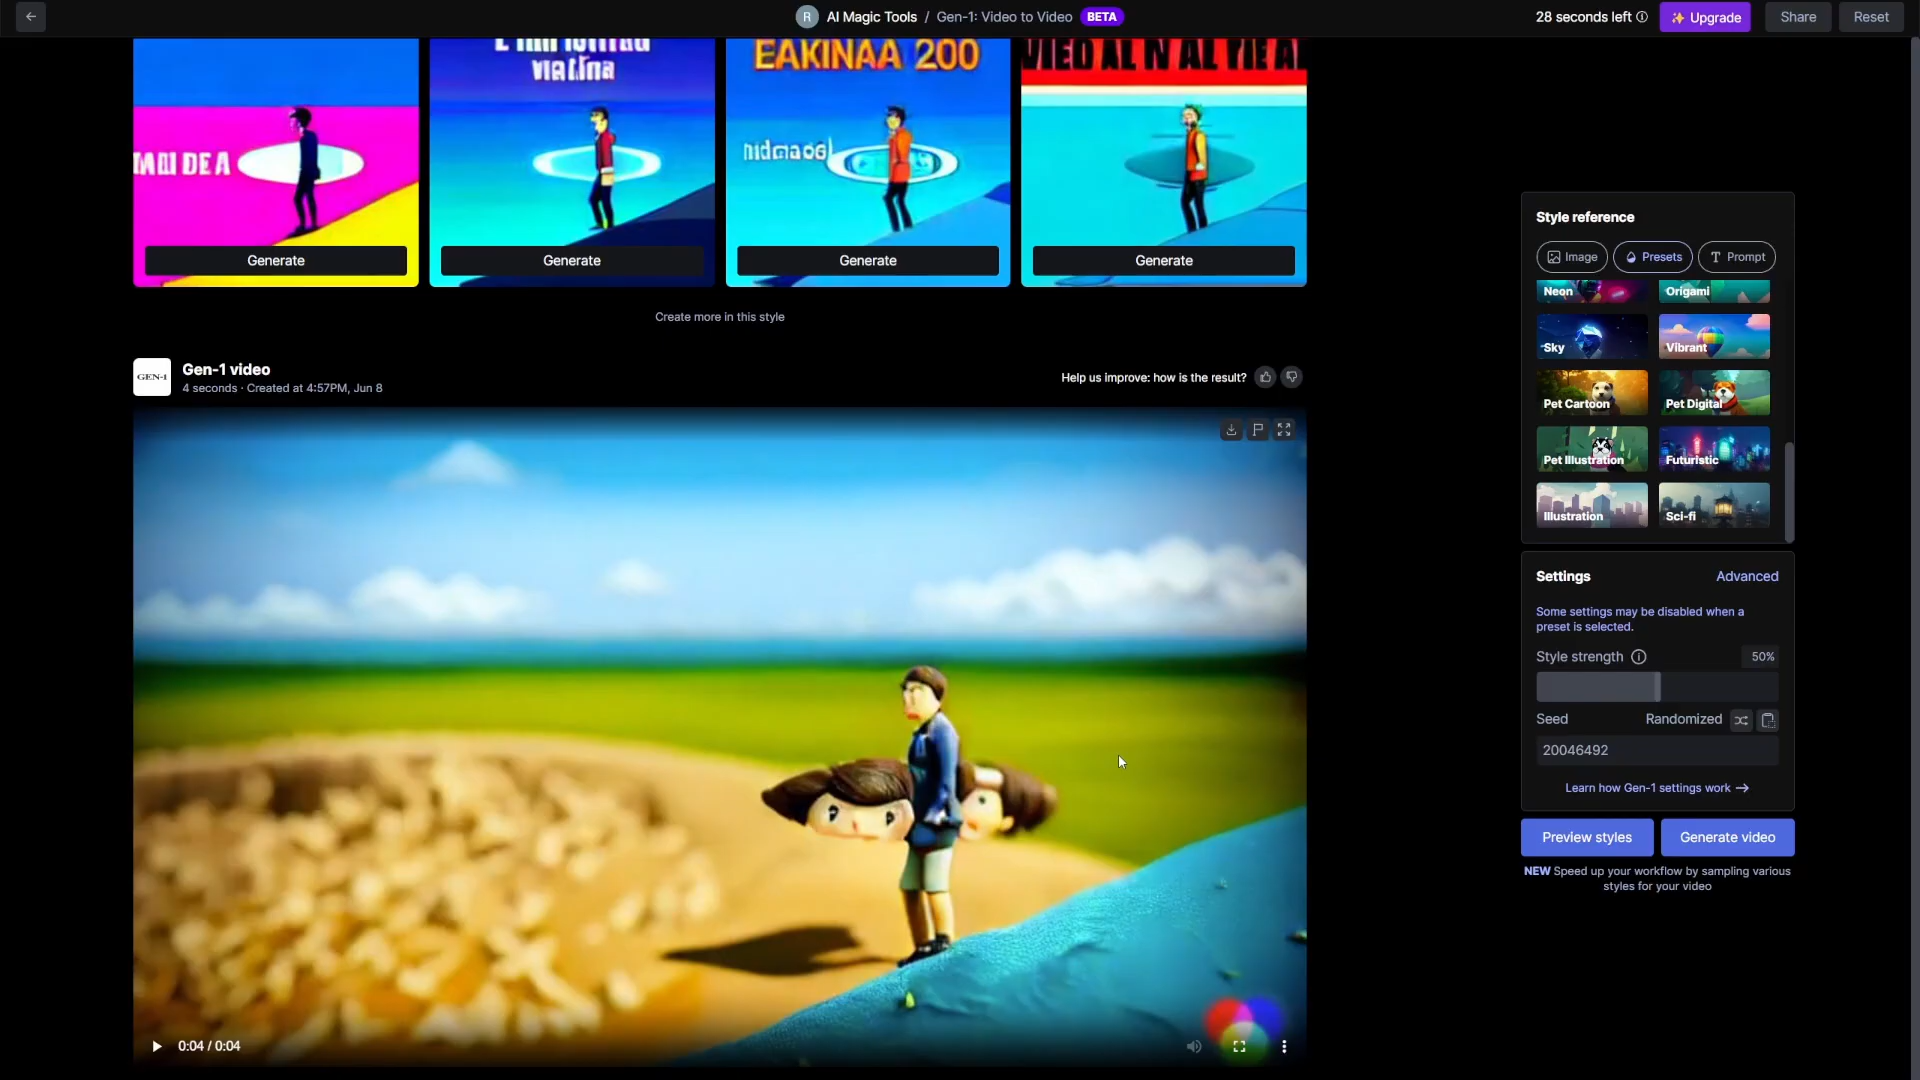 R AI Magic Tools / Gen-1: Video to Video BETA
28 seconds left
Upgrade
Share
Reset
EAKINAA 200
Generate
Generate
Generate
Generate
Create more in this style
GEN-1
Gen-1 video
4 seconds · Created at 4:57PM, Jun 8
Help us improve: how is the result?
0:04 / 0:04
Style reference
Image
Presets
Prompt
Neon
Origami
Sky
Vibrant
Pet Cartoon
Pet Digital
Pet Illustration
Futuristic
Illustration
Sci-fi
Settings
Advanced
Some settings may be disabled when a
preset is selected.
Style strength
50%
Seed
Randomized
20046492
Learn how Gen-1 settings work →
Preview styles
Generate video
NEW Speed up your workflow by sampling various
styles for your video